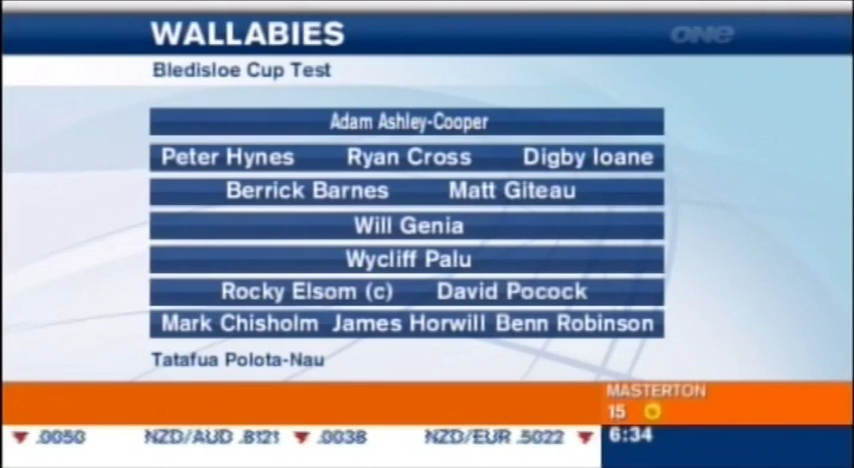 WALLABIES
ONE
Bledisloe Cup Test
Adam Ashley-Cooper
Peter Hynes Ryan Cross Digby Ioane
Berrick Barnes Matt Giteau
Will Genia
Wycliff Palu
Rocky Elsom (c) David Pocock
Mark Chisholm James Horwill Benn Robinson
Tatafua Polota-Nau
MASTERTON
15
.0050 NZD/AUD .8121 .0038 NZD/EUR .5022
6:34